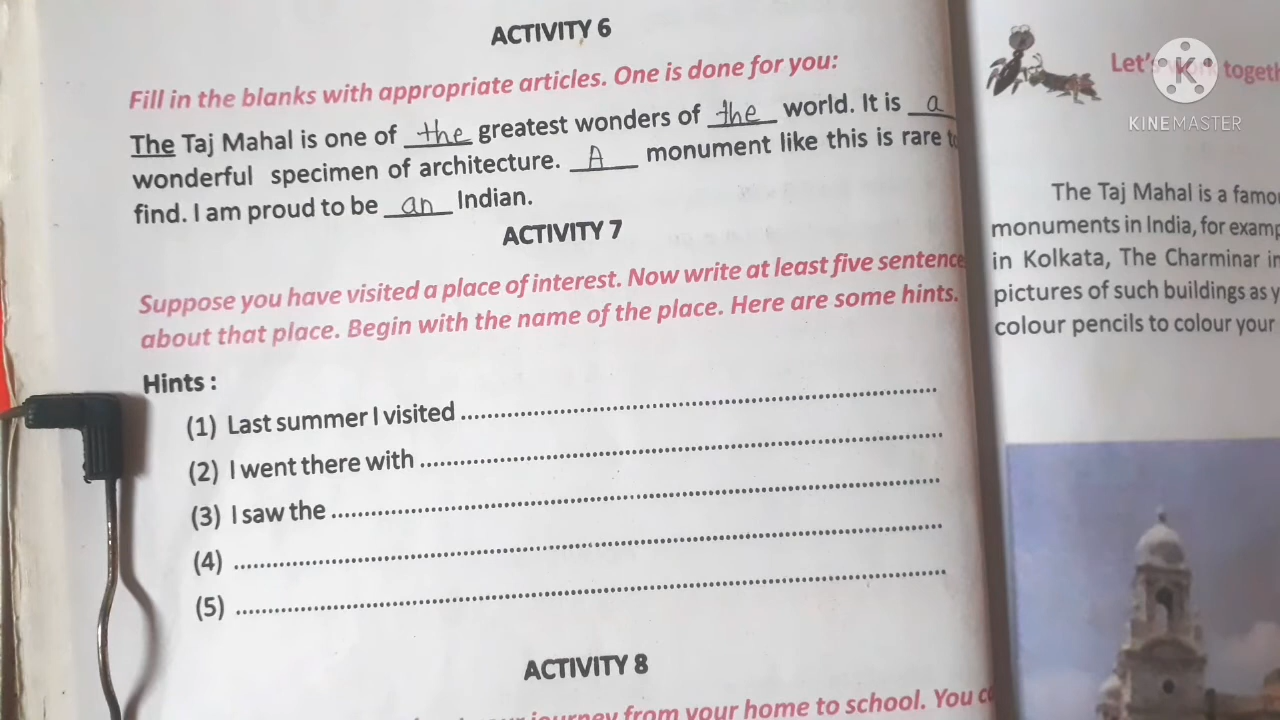 ACTIVITY 6
Fill in the blanks with appropriate articles. One is done for you:
The Taj Mahal is one of the greatest wonders of the world. It is a
wonderful specimen of architecture. A monument like this is rare
find. I am proud to be an Indian.
ACTIVITY 7
Suppose you have visited a place of interest. Now write at least five sentence
about that place. Begin with the name of the place. Here are some hints.
Hints :
(1) Last summer I visited ........................
(2) I went there with ........................
(3) I saw the ........................
(4) ........................
(5) ........................
ACTIVITY 8
journey from your home to school. You
Let's
K
KINEMASTER
The Taj Mahal is a famo
monuments in India, for examp
in Kolkata, The Charminar in
pictures of such buildings as y
colour pencils to colour your